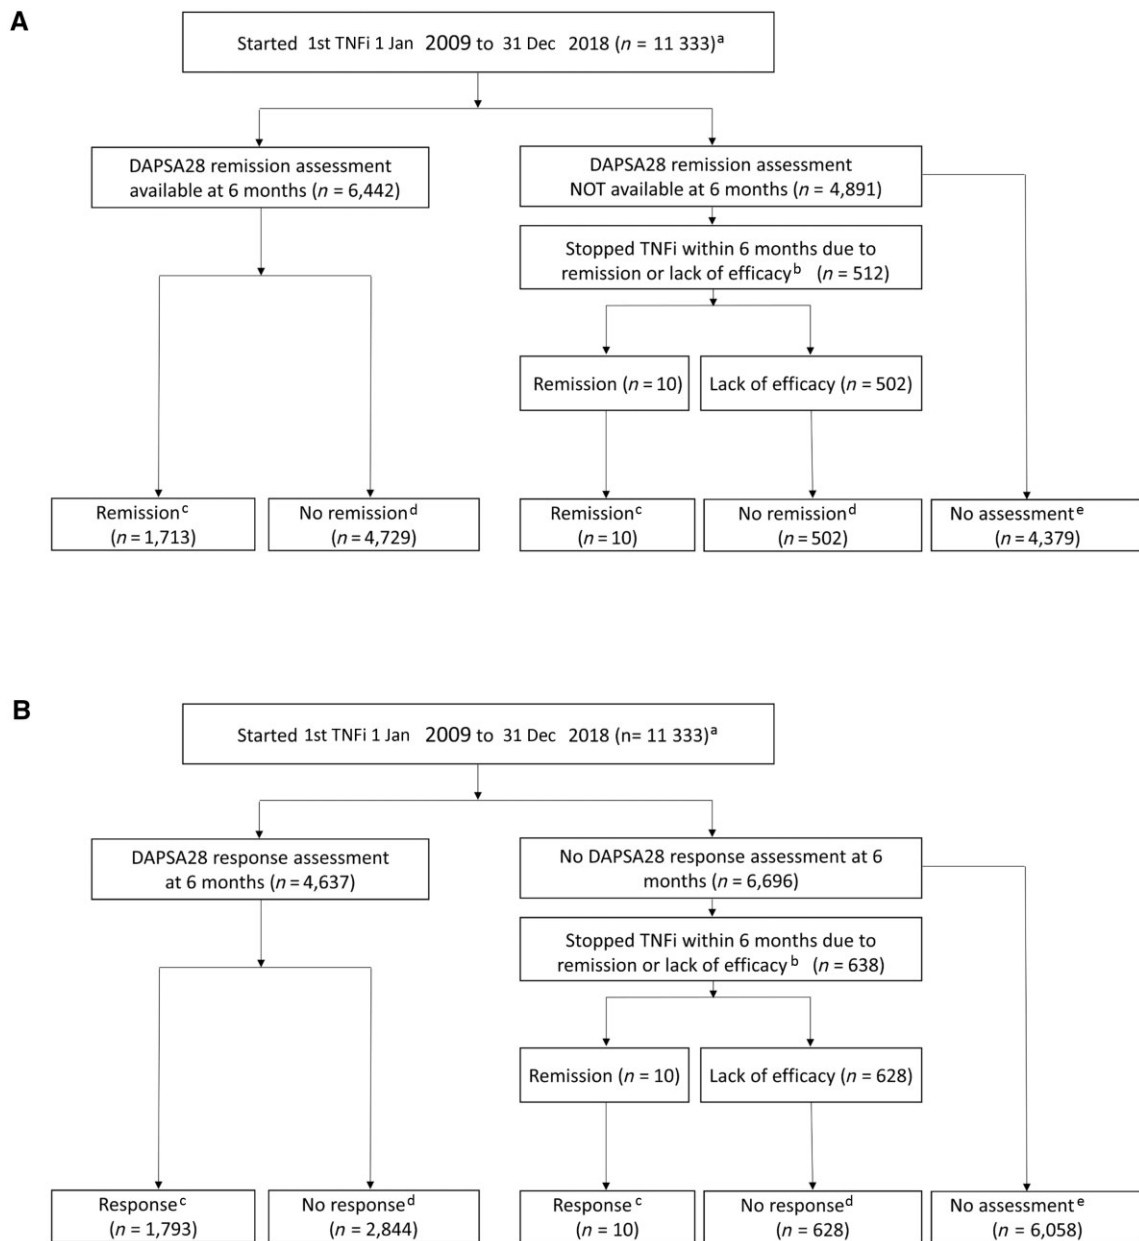 A
Started 1st TNFi 1 Jan 2009 to 31 Dec 2018 (n = 11 333)a
DAPSA28 remission assessment
available at 6 months (n = 6,442)
DAPSA28 remission assessment
NOT available at 6 months (n = 4,891)
Stopped TNFi within 6 months due to
remission or lack of efficacyb (n = 512)
Remission (n = 10)
Lack of efficacy (n = 502)
Remissionc
(n = 1,713)
No remissiond
(n = 4,729)
Remissionc
(n = 10)
No remissiond
(n = 502)
No assessmente
(n = 4,379)
B
Started 1st TNFi 1 Jan 2009 to 31 Dec 2018 (n= 11 333)a
DAPSA28 response assessment
at 6 months (n = 4,637)
No DAPSA28 response assessment at 6
months (n = 6,696)
Stopped TNFi within 6 months due to
remission or lack of efficacyb (n = 638)
Remission (n = 10)
Lack of efficacy (n = 628)
Responsec
(n = 1,793)
No responsed
(n = 2,844)
Responsec
(n = 10)
No responsed
(n = 628)
No assessmente
(n = 6,058)